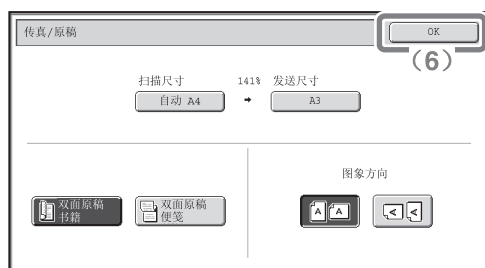 传真/原稿
OK
(6)
扫描尺寸 141% 发送尺寸
自动 A4 → A3
图象方向
双面原稿
书籍
双面原稿
便笺
A A
A A